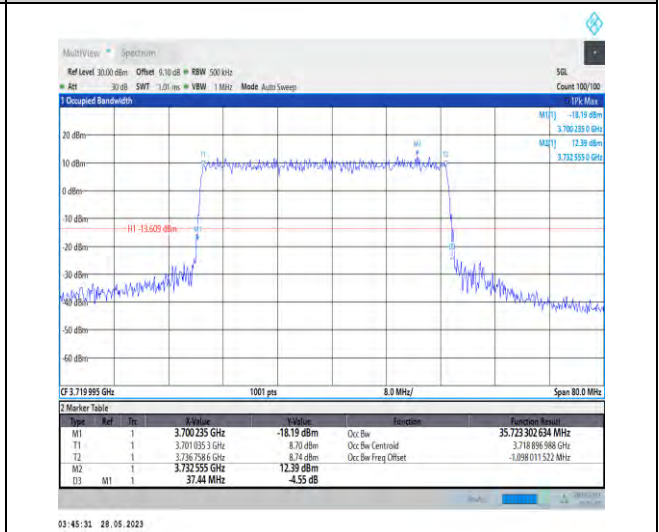 MultiView Spectrum
Ref Level 30.00 dBm Offset 9.10 dB RBW 500 kHz SGL
Att 30 dB SWT 1.01 ms VBW 1 MHz Mode Auto Sweep Count 100/100
1 Occupied Bandwidth 1Pk Max
M1[1] -18.19 dBm
3.700 235 0 GHz
M2[1] 12.39 dBm
3.732 555 0 GHz
20 dBm
M2
T1 T2
10 dBm
0 dBm
-10 dBm
H1 -13.609 dBm M1
-20 dBm
D3
-30 dBm
-40 dBm
-50 dBm
-60 dBm
CF 3.719 995 GHz 1001 pts 8.0 MHz/ Span 80.0 MHz
2 Marker Table
Type Ref Trc X-Value Y-Value Function Function Result
M1 1 3.700 235 GHz -18.19 dBm Occ Bw 35.723 302 634 MHz
T1 1 3.701 035 3 GHz 8.70 dBm Occ Bw Centroid 3.718 896 988 GHz
T2 1 3.736 758 6 GHz 8.74 dBm Occ Bw Freq Offset -1.098 011 522 MHz
M2 1 3.732 555 GHz 12.39 dBm
D3 M1 1 37.44 MHz -4.55 dB
03:45:31 28.05.2023